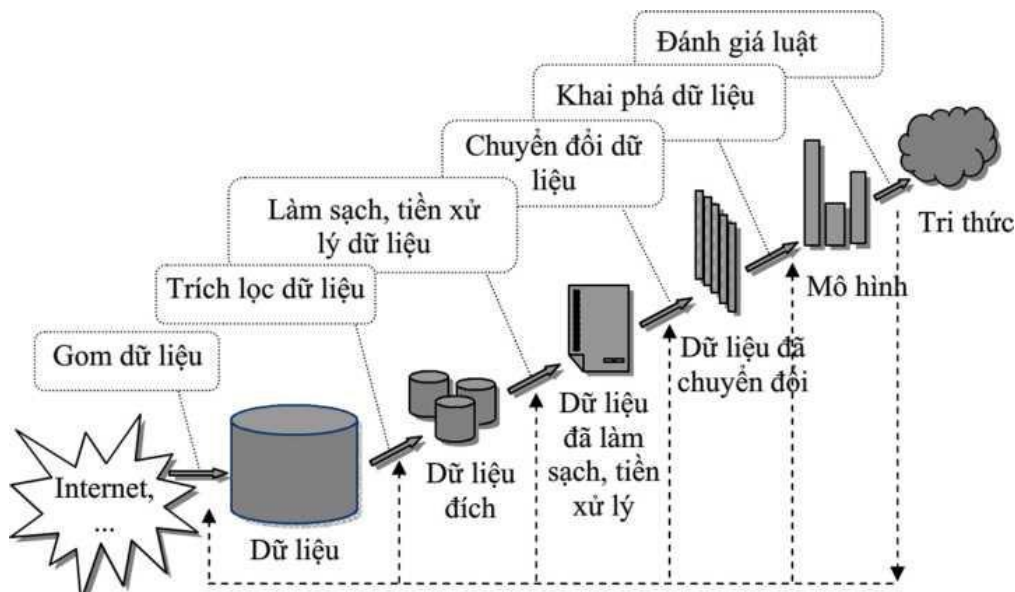 Đánh giá luật
Khai phá dữ liệu
Chuyển đổi dữ
liệu
Làm sạch, tiền xử
lý dữ liệu
Trích lọc dữ liệu
Gom dữ liệu
Internet,
...
Dữ liệu
Dữ liệu
đích
Dữ liệu
đã làm
sạch, tiền
xử lý
Dữ liệu đã
chuyển đổi
Mô hình
Tri thức